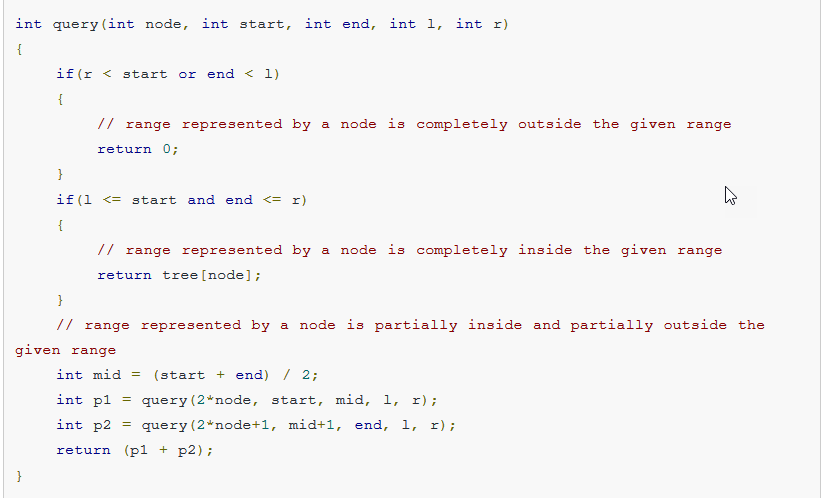 int query(int node, int start, int end, int l, int r)
{
    if(r < start or end < l)
    {
        // range represented by a node is completely outside the given range
        return 0;
    }
    if(l <= start and end <= r)
    {
        // range represented by a node is completely inside the given range
        return tree[node];
    }
    // range represented by a node is partially inside and partially outside the
given range
    int mid = (start + end) / 2;
    int p1 = query(2*node, start, mid, l, r);
    int p2 = query(2*node+1, mid+1, end, l, r);
    return (p1 + p2);
}